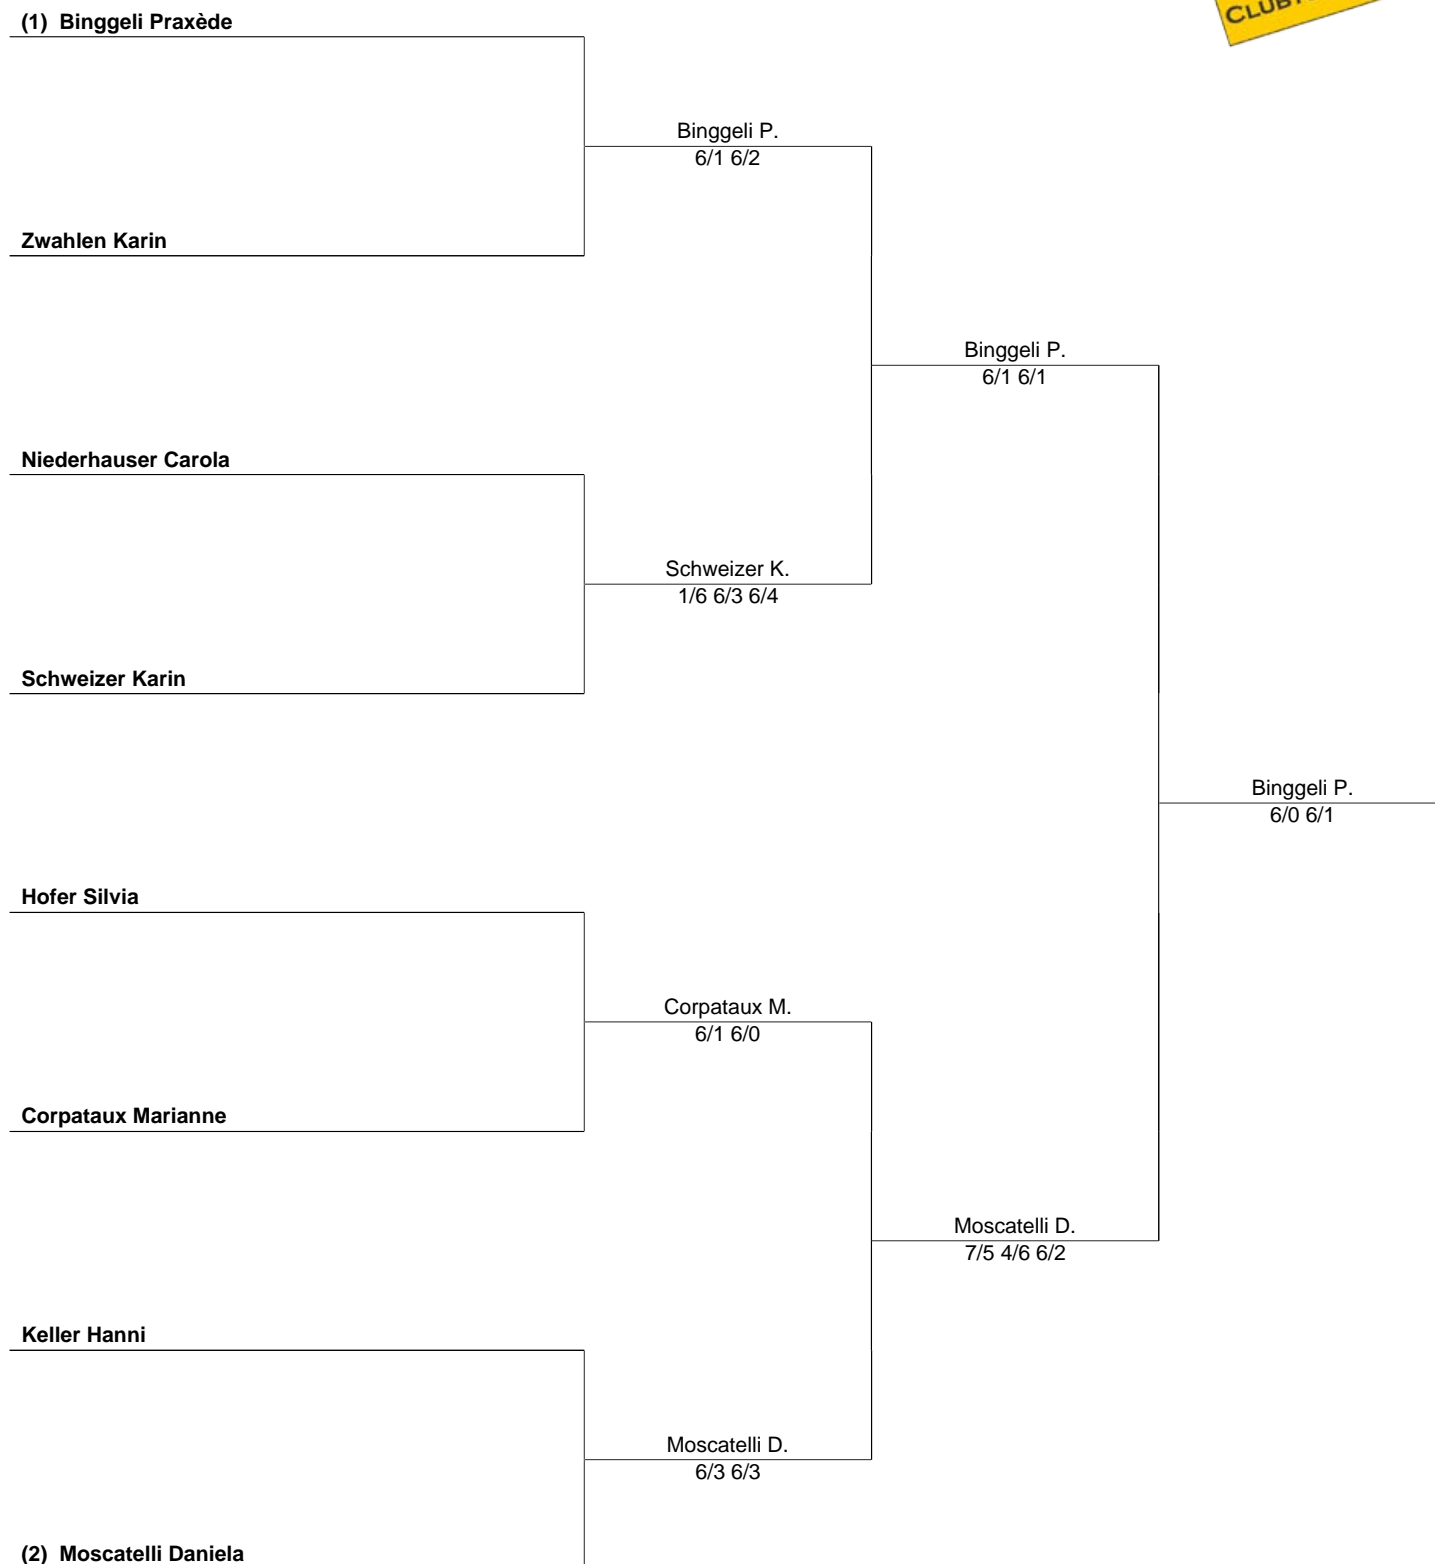 (1) Binggeli Praxède
Binggeli P.
6/1 6/2
Zwahlen Karin
Binggeli P.
6/1 6/1
Niederhauser Carola
Schweizer K.
1/6 6/3 6/4
Schweizer Karin
Binggeli P.
6/0 6/1
Hofer Silvia
Corpataux M.
6/1 6/0
Corpataux Marianne
Moscatelli D.
7/5 4/6 6/2
Keller Hanni
Moscatelli D.
6/3 6/3
(2) Moscatelli Daniela